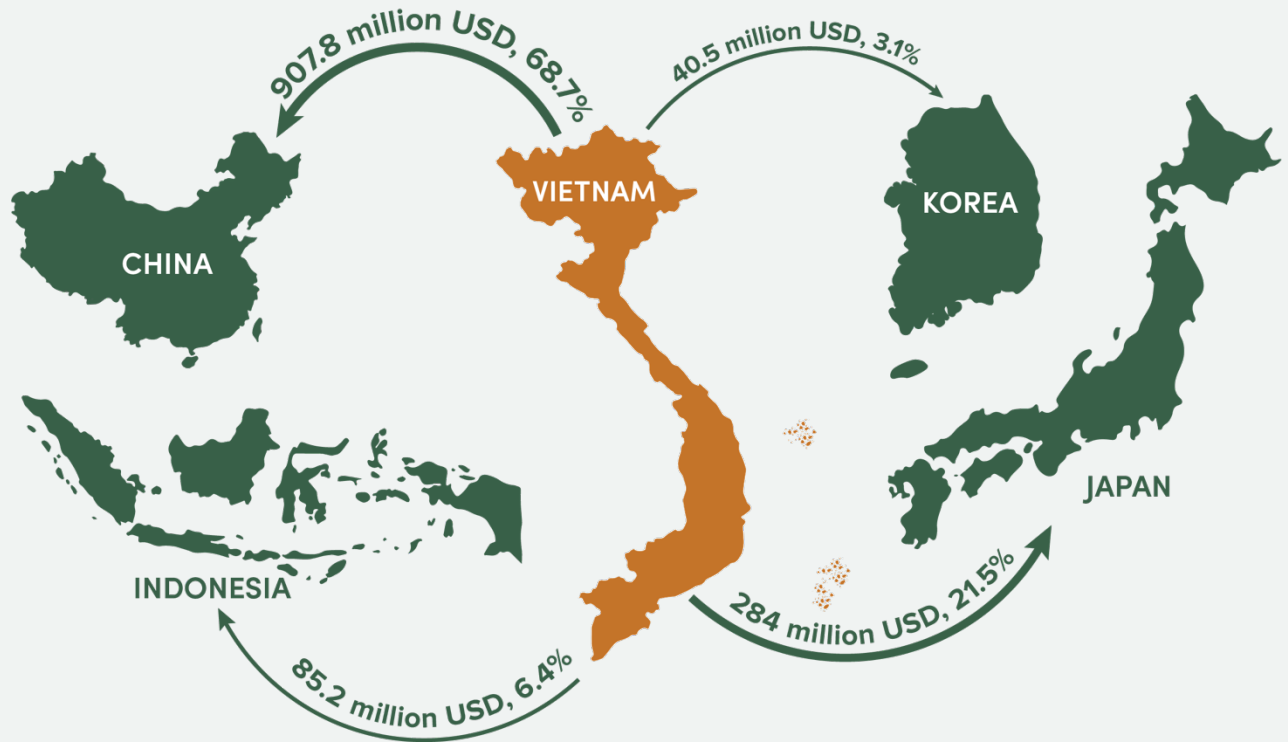 907.8 million USD, 68.7%
40.5 million USD, 3.1%
VIETNAM
KOREA
CHINA
JAPAN
INDONESIA
284 million USD, 21.5%
85.2 million USD, 6.4%